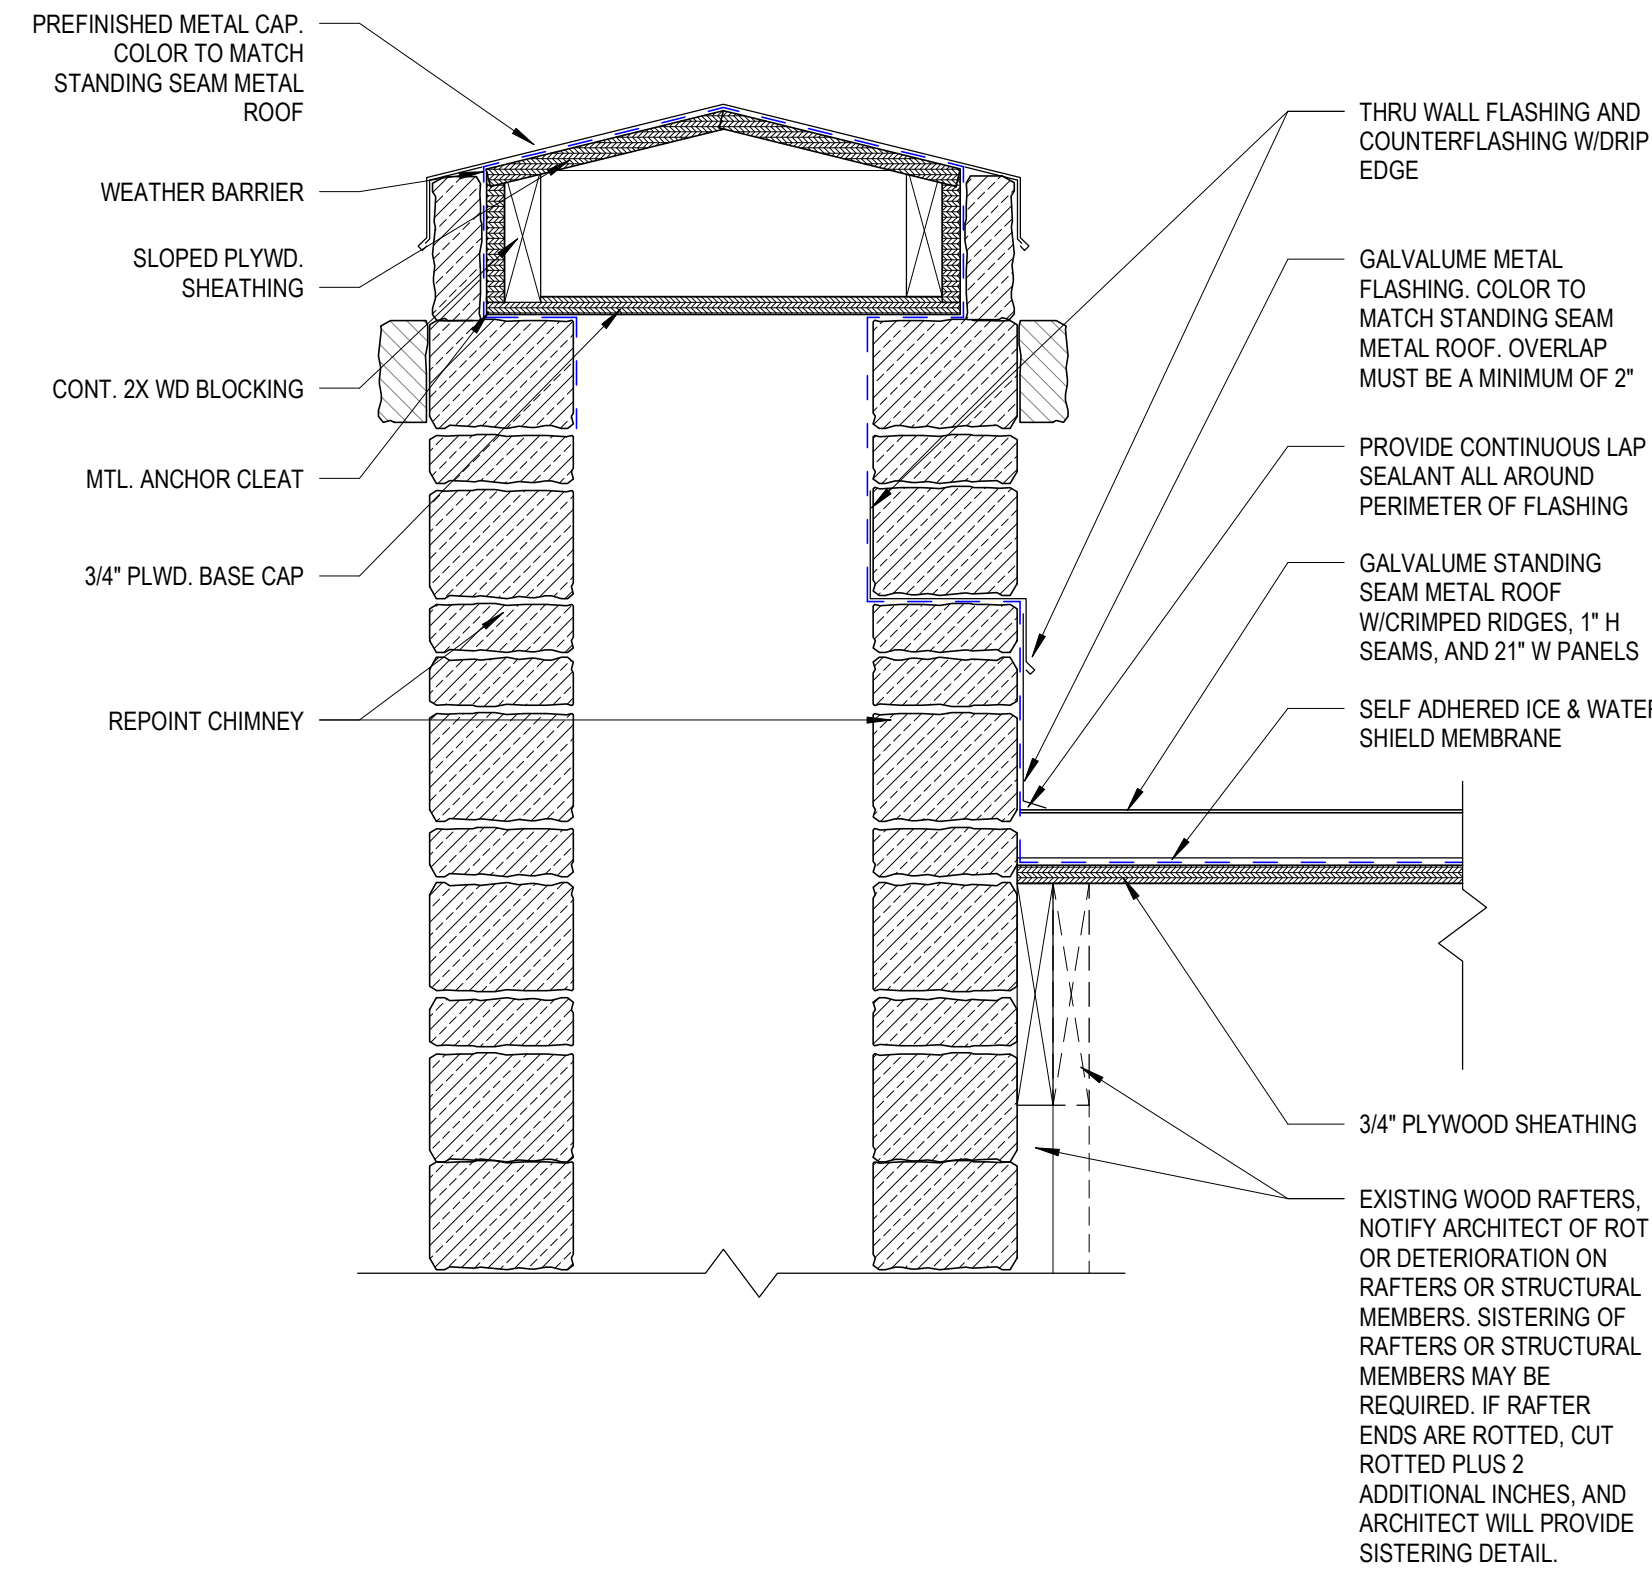 PREFINISHED METAL CAP.
COLOR TO MATCH
STANDING SEAM METAL
ROOF
WEATHER BARRIER
SLOPED PLYWD.
SHEATHING
CONT. 2X WD BLOCKING
MTL. ANCHOR CLEAT
3/4" PLWD. BASE CAP
REPOINT CHIMNEY
THRU WALL FLASHING AND
COUNTERFLASHING W/DRIP
EDGE
GALVALUME METAL
FLASHING. COLOR TO
MATCH STANDING SEAM
METAL ROOF. OVERLAP
MUST BE A MINIMUM OF 2"
PROVIDE CONTINUOUS LAP
SEALANT ALL AROUND
PERIMETER OF FLASHING
GALVALUME STANDING
SEAM METAL ROOF
W/CRIMPED RIDGES, 1" H
SEAMS, AND 21" W PANELS
SELF ADHERED ICE & WATER
SHIELD MEMBRANE
3/4" PLYWOOD SHEATHING
EXISTING WOOD RAFTERS,
NOTIFY ARCHITECT OF ROT
OR DETERIORATION ON
RAFTERS OR STRUCTURAL
MEMBERS. SISTERING OF
RAFTERS OR STRUCTURAL
MEMBERS MAY BE
REQUIRED. IF RAFTER
ENDS ARE ROTTED, CUT
ROTTED PLUS 2
ADDITIONAL INCHES, AND
ARCHITECT WILL PROVIDE
SISTERING DETAIL.